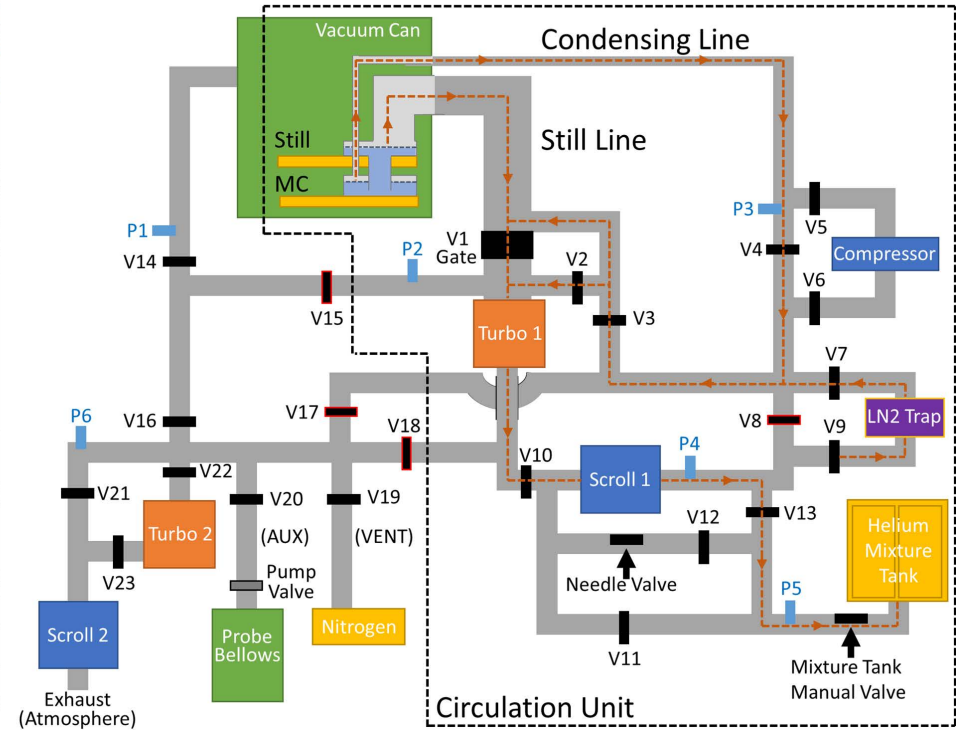 Vacuum Can
Condensing Line
Still
MC
Still Line
P1
P2
P3
V1
Gate
V2
V3
V4
V5
V6
Compressor
V14
V15
Turbo 1
V7
V17
V18
V8
V9
LN2 Trap
P6
V16
V10
Scroll 1
P4
V21
V22
V20
(AUX)
V19
(VENT)
V12
V13
Helium
Mixture
Tank
Turbo 2
V23
Pump
Valve
Needle Valve
P5
Scroll 2
Probe
Bellows
Nitrogen
V11
Mixture Tank
Manual Valve
Exhaust
(Atmosphere)
Circulation Unit